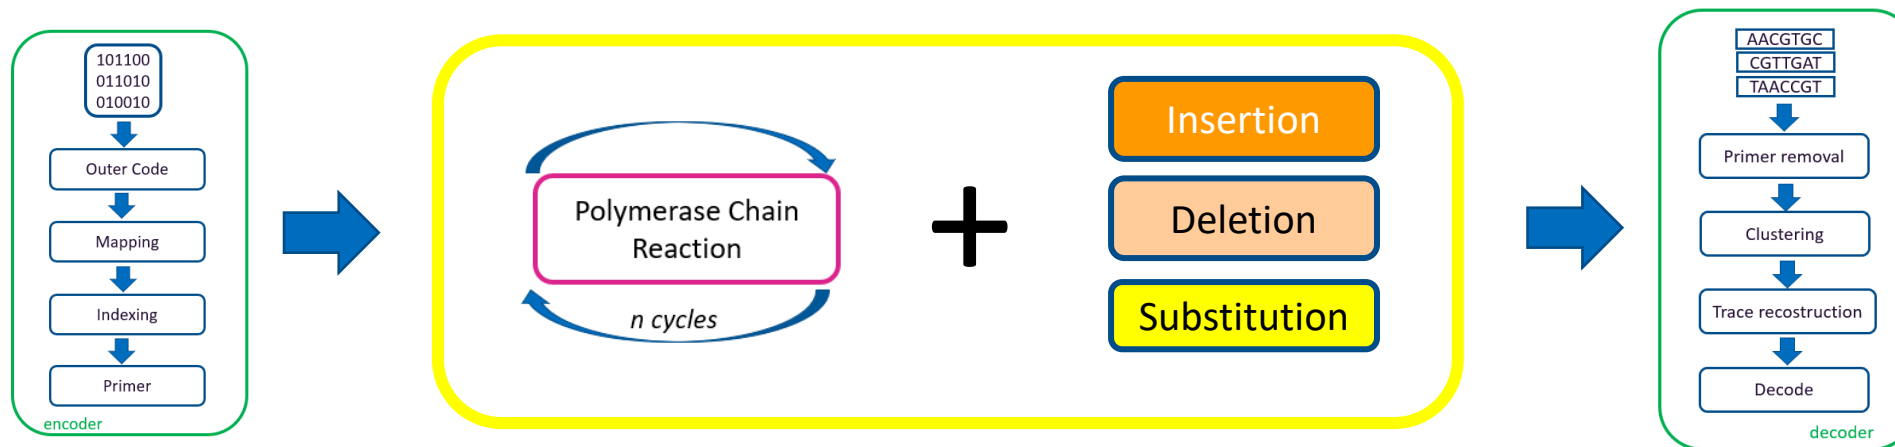 101100
011010
010010
Outer Code
Mapping
Indexing
Primer
encoder
Polymerase Chain
Reaction
n cycles
+
Insertion
Deletion
Substitution
AACGTGC
CGTTGAT
TAACCGT
Primer removal
Clustering
Trace recostruction
Decode
decoder